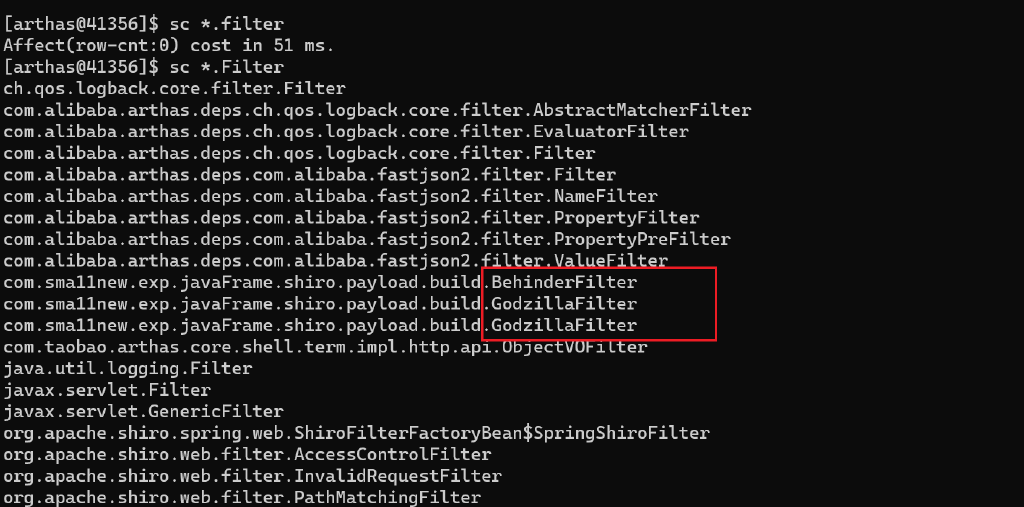 [arthas@41356]$ sc *.filter
Affect(row-cnt:0) cost in 51 ms.
[arthas@41356]$ sc *.Filter
ch.qos.logback.core.filter.Filter
com.alibaba.arthas.deps.ch.qos.logback.core.filter.AbstractMatcherFilter
com.alibaba.arthas.deps.ch.qos.logback.core.filter.EvaluatorFilter
com.alibaba.arthas.deps.ch.qos.logback.core.filter.Filter
com.alibaba.arthas.deps.com.alibaba.fastjson2.filter.Filter
com.alibaba.arthas.deps.com.alibaba.fastjson2.filter.NameFilter
com.alibaba.arthas.deps.com.alibaba.fastjson2.filter.PropertyFilter
com.alibaba.arthas.deps.com.alibaba.fastjson2.filter.PropertyPreFilter
com.alibaba.arthas.deps.com.alibaba.fastjson2.filter.ValueFilter
com.sma11new.exp.javaFrame.shiro.payload.build.BehinderFilter
com.sma11new.exp.javaFrame.shiro.payload.build.GodzillaFilter
com.sma11new.exp.javaFrame.shiro.payload.build.GodzillaFilter
com.taobao.arthas.core.shell.term.impl.http.api.ObjectVOFilter
java.util.logging.Filter
javax.servlet.Filter
javax.servlet.GenericFilter
org.apache.shiro.spring.web.ShiroFilterFactoryBean$SpringShiroFilter
org.apache.shiro.web.filter.AccessControlFilter
org.apache.shiro.web.filter.InvalidRequestFilter
org.apache.shiro.web.filter.PathMatchingFilter